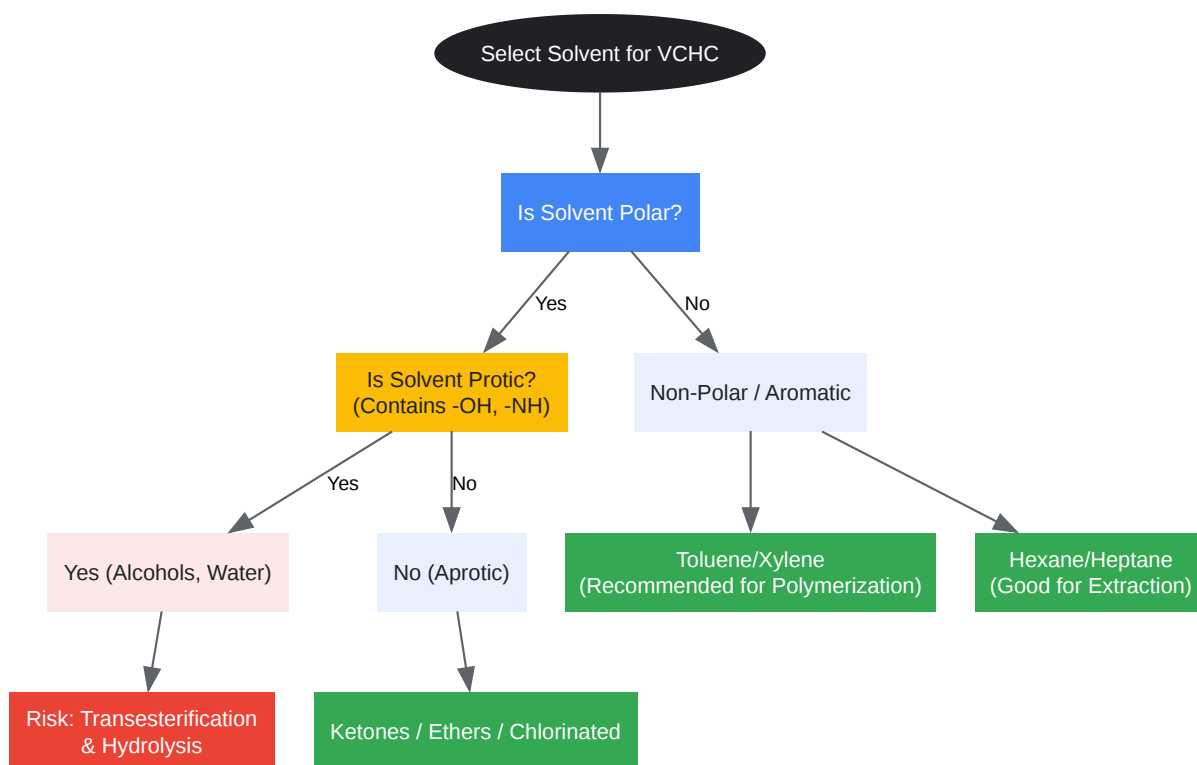 Select Solvent for VCHC
Is Solvent Polar?
Yes
No
Is Solvent Protic?
(Contains -OH, -NH)
Non-Polar / Aromatic
Yes
No
Yes (Alcohols, Water)
No (Aprotic)
Toluene/Xylene
(Recommended for Polymerization)
Hexane/Heptane
(Good for Extraction)
Risk: Transesterification
& Hydrolysis
Ketones / Ethers / Chlorinated